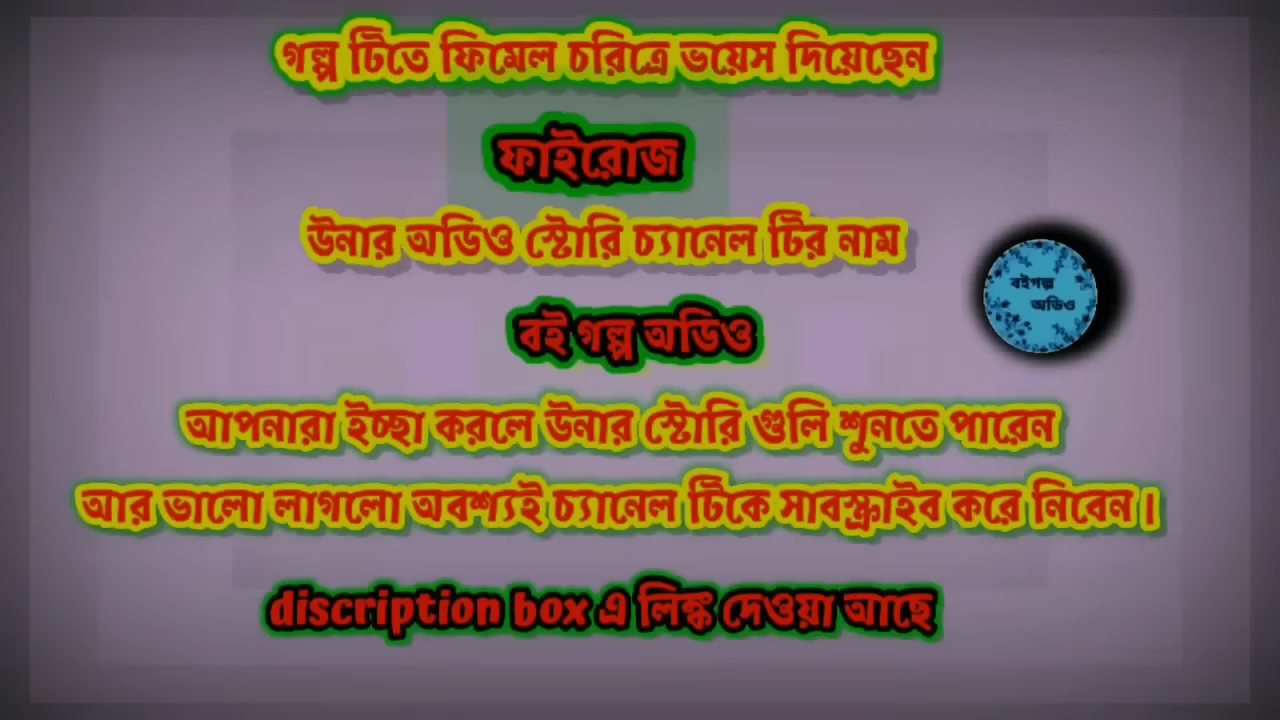 গল্প টিতে ফিমেল চরিত্রে ভয়েস দিয়েছেন
ফাইরোজ
উনার অডিও স্টোরি চ্যানেল টির নাম
বইগল্প
অডিও
বই গল্প অডিও
আপনারা ইচ্ছা করলে উনার স্টোরি গুলি শুনতে পারেন
আর ভালো লাগলো অবশ্যই চ্যানেল টিকে সাবস্ক্রাইব করে নিবেন।
discription box এ লিঙ্ক দেওয়া আছে